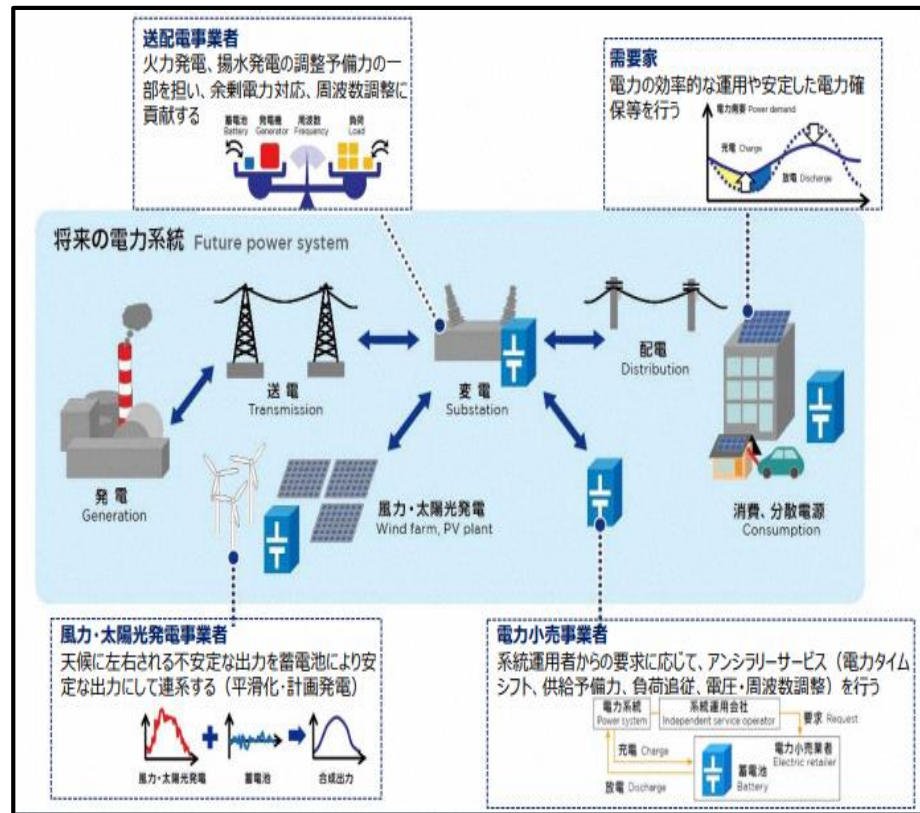 送配電事業者
火力発電、揚水発電の調整予備力の一
部を担い、余剰電力対応、周波数調整に
貢献する
蓄電池 発電機 周波数 負荷
Battery Generator Frequency Load
需要家
電力の効率的な運用や安定した電力確
保等を行う
電力需要 Power demand
充電 Charge
放電 Discharge
将来の電力系統 Future power system
送電
Transmission
変電
Substation
配電
Distribution
発電
Generation
風力・太陽光発電
Wind farm, PV plant
消費、分散電源
Consumption
風力・太陽光発電事業者
天候に左右される不安定な出力を蓄電池により安
定な出力にして連系する（平滑化・計画発電）
風力・太陽光発電 蓄電池 合成出力
電力小売事業者
系統運用者からの要求に応じて、アンシラリーサービス（電力タイム
シフト、供給予備力、負荷追従、電圧・周波数調整）を行う
電力系統
Power system
系統運用会社
Independent service operator
要求 Request
充電 Charge
電力小売業者
Electric retailer
蓄電池
Battery
放電 Discharge